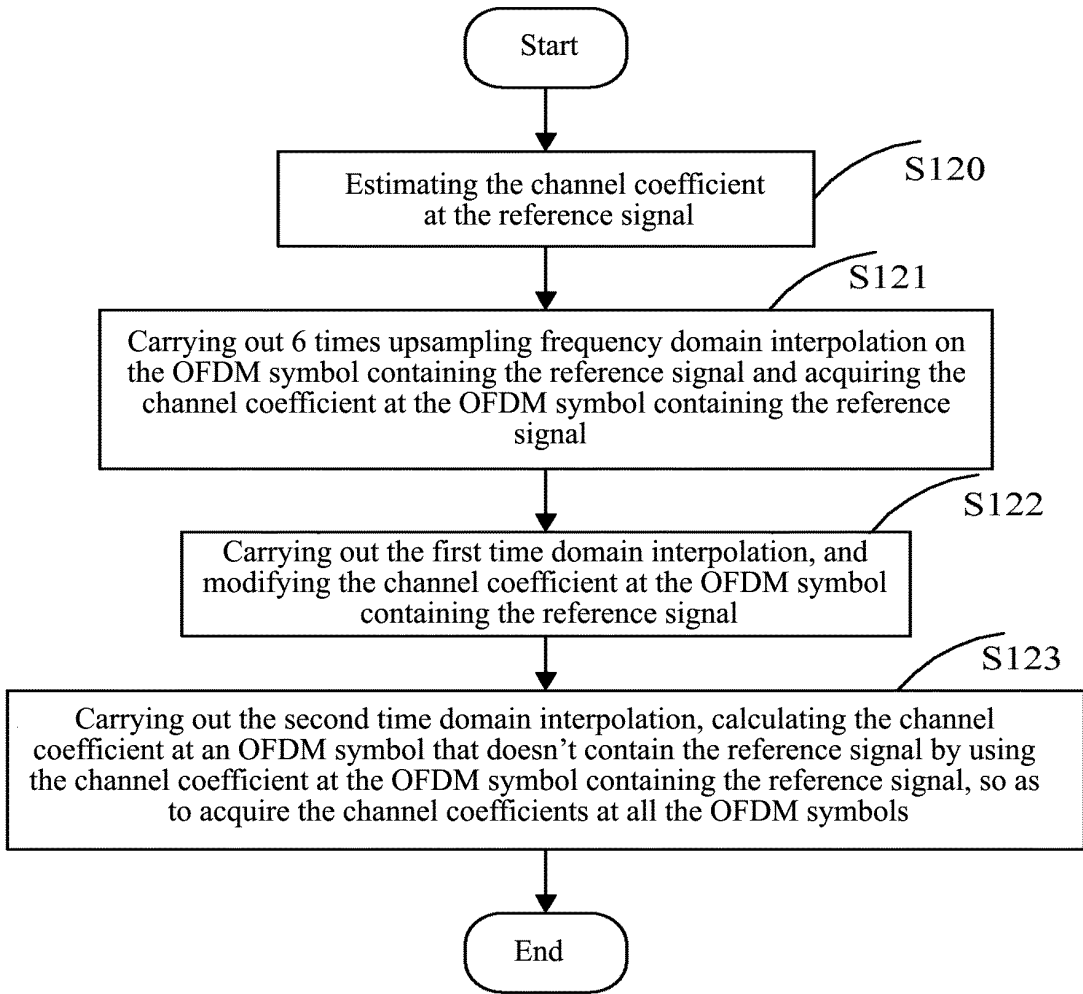 Start
S120
Estimating the channel coefficient
at the reference signal
S121
Carrying out 6 times upsampling frequency domain interpolation on
the OFDM symbol containing the reference signal and acquiring the
channel coefficient at the OFDM symbol containing the reference
signal
S122
Carrying out the first time domain interpolation, and
modifying the channel coefficient at the OFDM symbol
containing the reference signal
S123
Carrying out the second time domain interpolation, calculating the channel
coefficient at an OFDM symbol that doesn't contain the reference signal by using
the channel coefficient at the OFDM symbol containing the reference signal, so as
to acquire the channel coefficients at all the OFDM symbols
End